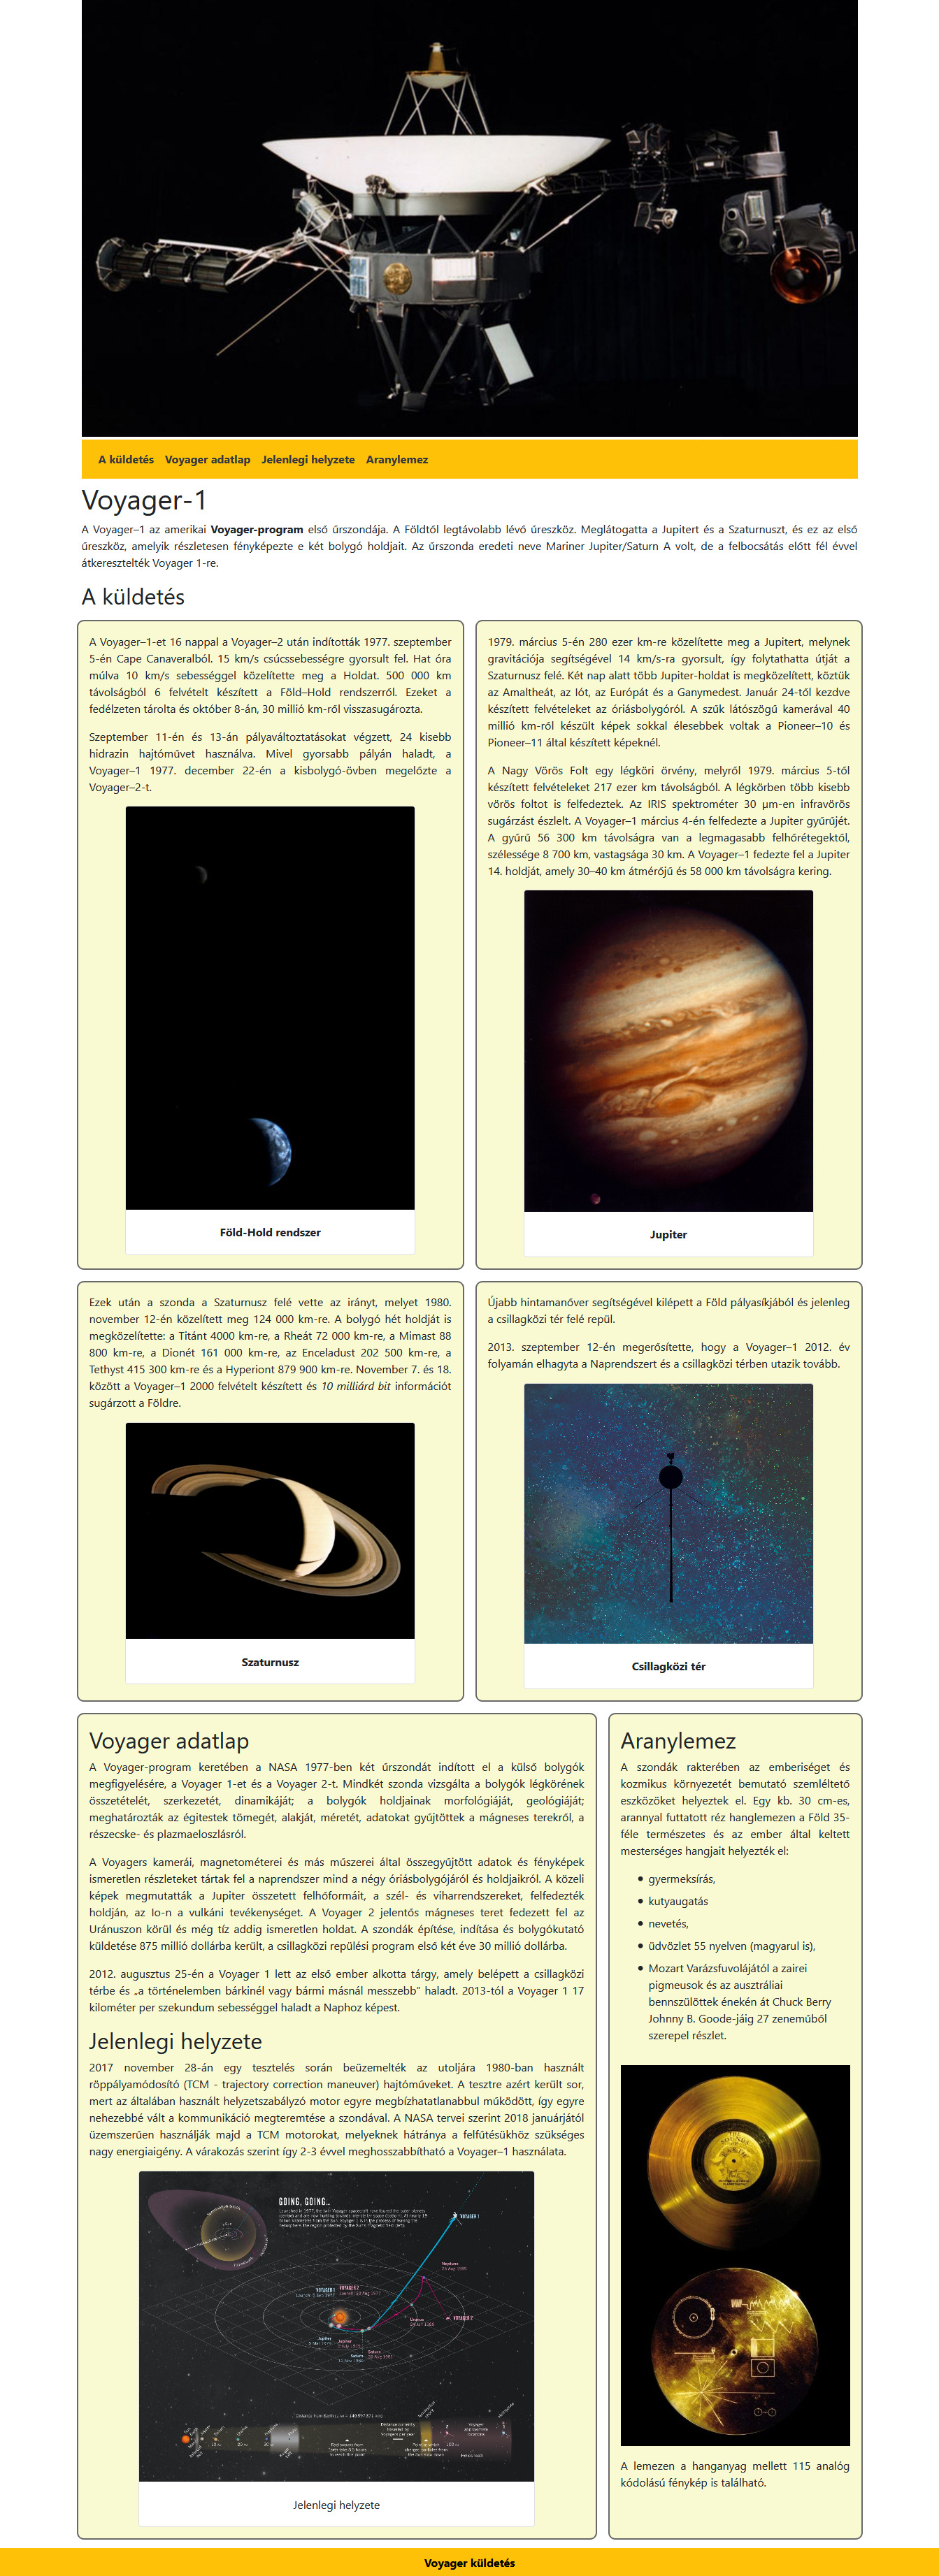 A küldetés Voyager adatlap Jelenlegi helyzete Aranylemez
Voyager-1
A Voyager–1 az amerikai Voyager-program első űrszondája. A Földtől legtávolabb lévő űreszköz. Meglátogatta a Jupitert és a Szaturnuszt, és ez az első
űreszköz, amelyik részletesen fényképezte e két bolygó holdjait. Az űrszonda eredeti neve Mariner Jupiter/Saturn A volt, de a felbocsátás előtt fél évvel
átkeresztelték Voyager 1-re.
A küldetés
A Voyager–1-et 16 nappal a Voyager–2 után indították 1977. szeptember
5-én Cape Canaveralból. 15 km/s csúcssebességre gyorsult fel. Hat óra
múlva 10 km/s sebességgel közelítette meg a Holdat. 500 000 km
távolságból 6 felvételt készített a Föld–Hold rendszerről. Ezeket a
fedélzeten tárolta és október 8-án, 30 millió km-ről visszasugározta.
Szeptember 11-én és 13-án pályaváltoztatásokat végzett, 24 kisebb
hidrazin hajtóművet használva. Mivel gyorsabb pályán haladt, a
Voyager–1 1977. december 22-én a kisbolygó-övben megelőzte a
Voyager–2-t.
Föld-Hold rendszer
1979. március 5-én 280 ezer km-re közelítette meg a Jupitert, melynek
gravitációja segítségével 14 km/s-ra gyorsult, így folytathatta útját a
Szaturnusz felé. Két nap alatt több Jupiter-holdat is megközelített, köztük
az Amaltheát, az Iót, az Európát és a Ganymedest. Január 24-től kezdve
készített felvételeket az óriásbolygóról. A szűk látószögű kamerával 40
millió km-ről készült képek sokkal élesebbek voltak a Pioneer–10 és
Pioneer–11 által készített képeknél.
A Nagy Vörös Folt egy légköri örvény, melyről 1979. március 5-től
készített felvételeket 217 ezer km távolságból. A légkörben több kisebb
vörös foltot is felfedeztek. Az IRIS spektrométer 30 µm-en infravörös
sugárzást észlelt. A Voyager–1 március 4-én felfedezte a Jupiter gyűrűjét.
A gyűrű 56 300 km távolságra van a legmagasabb felhőrétegektől,
szélessége 8 700 km, vastagsága 30 km. A Voyager–1 fedezte fel a Jupiter
14. holdját, amely 30–40 km átmérőjű és 58 000 km távolságra kering.
Jupiter
Ezek után a szonda a Szaturnusz felé vette az irányt, melyet 1980.
november 12-én közelített meg 124 000 km-re. A bolygó hét holdját is
megközelítette: a Titánt 4000 km-re, a Rheát 72 000 km-re, a Mimast 88
800 km-re, a Dionét 161 000 km-re, az Enceladust 202 500 km-re, a
Tethyst 415 300 km-re és a Hyperiont 879 900 km-re. November 7. és 18.
között a Voyager–1 2000 felvételt készített és 10 milliárd bit információt
sugárzott a Földre.
Szaturnusz
Újabb hintamanőver segítségével kilépett a Föld pályasíkjából és jelenleg
a csillagközi tér felé repül.
2013. szeptember 12-én megerősítette, hogy a Voyager–1 2012. év
folyamán elhagyta a Naprendszert és a csillagközi térben utazik tovább.
Csillagközi tér
Voyager adatlap
A Voyager-program keretében a NASA 1977-ben két űrszondát indított el a külső bolygók
megfigyelésére, a Voyager 1-et és a Voyager 2-t. Mindkét szonda vizsgálta a bolygók légkörének
összetételét, szerkezetét, dinamikáját; a bolygók holdjainak morfológiáját, geológiáját;
meghatározták az égitestek tömegét, alakját, méretét, adatokat gyűjtöttek a mágneses terekről, a
részecske- és plazmaeloszlásról.
A Voyagers kamerái, magnetométerei és más műszerei által összegyűjtött adatok és fényképek
ismeretlen részleteket tártak fel a naprendszer mind a négy óriásbolygójáról és holdjaikról. A közeli
képek megmutatták a Jupiter összetett felhőformáit, a szél- és viharrendszereket, felfedezték
holdján, az Io-n a vulkáni tevékenységet. A Voyager 2 jelentős mágneses teret fedezett fel az
Uránuszon körül és még tíz addig ismeretlen holdat. A szondák építése, indítása és bolygókutató
küldetése 875 millió dollárba került, a csillagközi repülési program első két éve 30 millió dollárba.
2012. augusztus 25-én a Voyager 1 lett az első ember alkotta tárgy, amely belépett a csillagközi
térbe és „a történelemben bárkinél vagy bármi másnál messzebb” haladt. 2013-tól a Voyager 1 17
kilométer per szekundum sebességgel haladt a Naphoz képest.
Jelenlegi helyzete
2017 november 28-án egy tesztelés során beüzemelték az utoljára 1980-ban használt
röppályamódosító (TCM - trajectory correction maneuver) hajtóműveket. A tesztre azért került sor,
mert az általában használt helyzetszabályzó motor egyre megbízhatatlanabbul működött, így egyre
nehezebbé vált a kommunikáció megteremtése a szondával. A NASA tervei szerint 2018 januárjától
üzemszerűen használják majd a TCM motorokat, melyeknek hátránya a felfűtésükhöz szükséges
nagy energiaigény. A várakozás szerint így 2-3 évvel meghosszabbítható a Voyager–1 használata.
GOING, GOING...
VOYAGER 1
Neptune
VOYAGER 1 VOYAGER 2
Uranus
VOYAGER 2
Jupiter
Jupiter
Saturn
Saturn
Jelenlegi helyzete
Aranylemez
A szondák rakterében az emberiséget és
kozmikus környezetét bemutató szemléltető
eszközöket helyeztek el. Egy kb. 30 cm-es,
arannyal futtatott réz hanglemezen a Föld 35-
féle természetes és az ember által keltett
mesterséges hangjait helyezték el:
• gyermeksírás,
• kutyaugatás
• nevetés,
• üdvözlet 55 nyelven (magyarul is),
• Mozart Varázsfuvolájától a zairei
pigmeusok és az ausztráliai
bennszülöttek énekén át Chuck Berry
Johnny B. Goode-jáig 27 zeneműből
szerepel részlet.
A lemezen a hanganyag mellett 115 analóg
kódolású fénykép is található.
Voyager küldetés